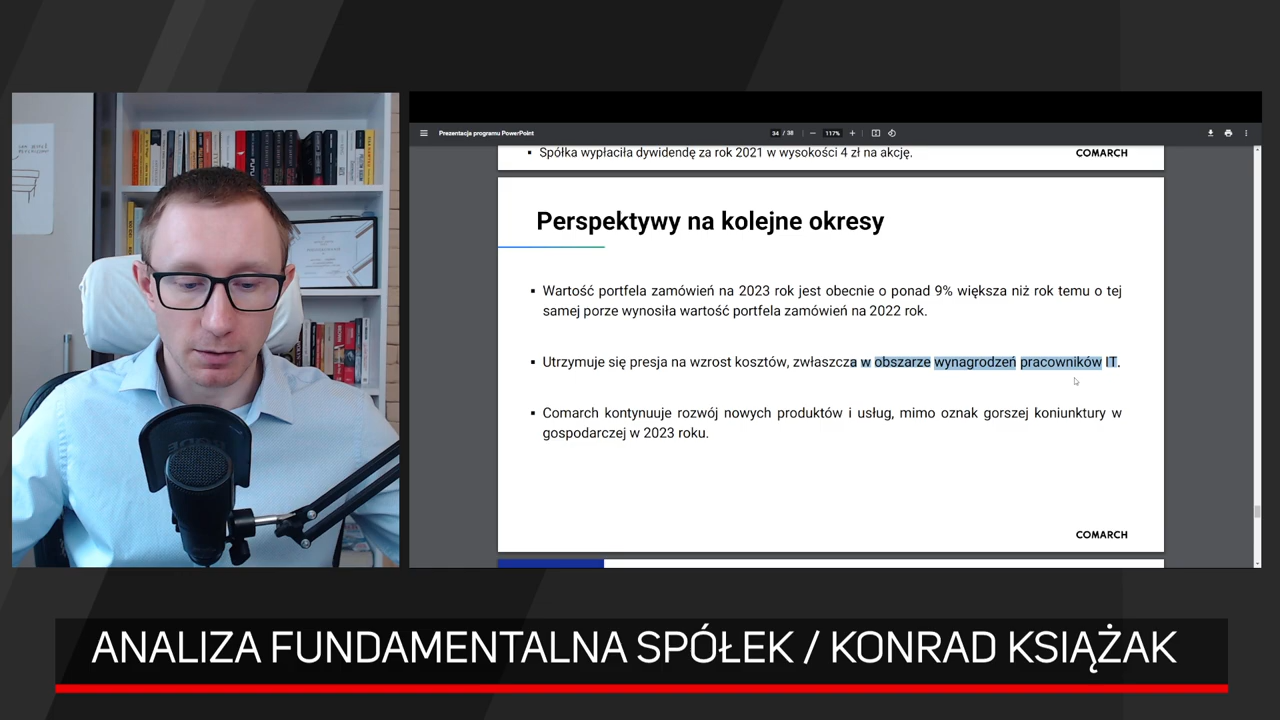 Prezentacja programu PowerPoint
34 / 38
117%
Spółka wypłaciła dywidendę za rok 2021 w wysokości 4 zł na akcję.
COMARCH
Perspektywy na kolejne okresy
Wartość portfela zamówień na 2023 rok jest obecnie o ponad 9% większa niż rok temu o tej
samej porze wynosiła wartość portfela zamówień na 2022 rok.
Utrzymuje się presja na wzrost kosztów, zwłaszcza w obszarze wynagrodzeń pracowników IT.
Comarch kontynuuje rozwój nowych produktów i usług, mimo oznak gorszej koniunktury w
gospodarczej w 2023 roku.
COMARCH
ANALIZA FUNDAMENTALNA SPÓŁEK / KONRAD KSIĄŻAK